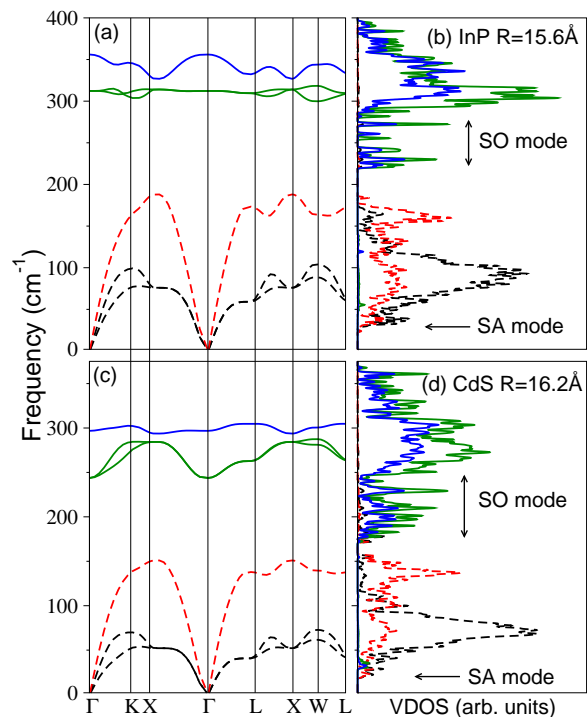 400
(a)
(b) InP R=15.6Å
300
SO mode
200
100
SA mode
0
Frequency (cm⁻¹)
(c)
(d) CdS R=16.2Å
300
SO mode
200
100
SA mode
0
Γ K X Γ L X W L
VDOS (arb. units)